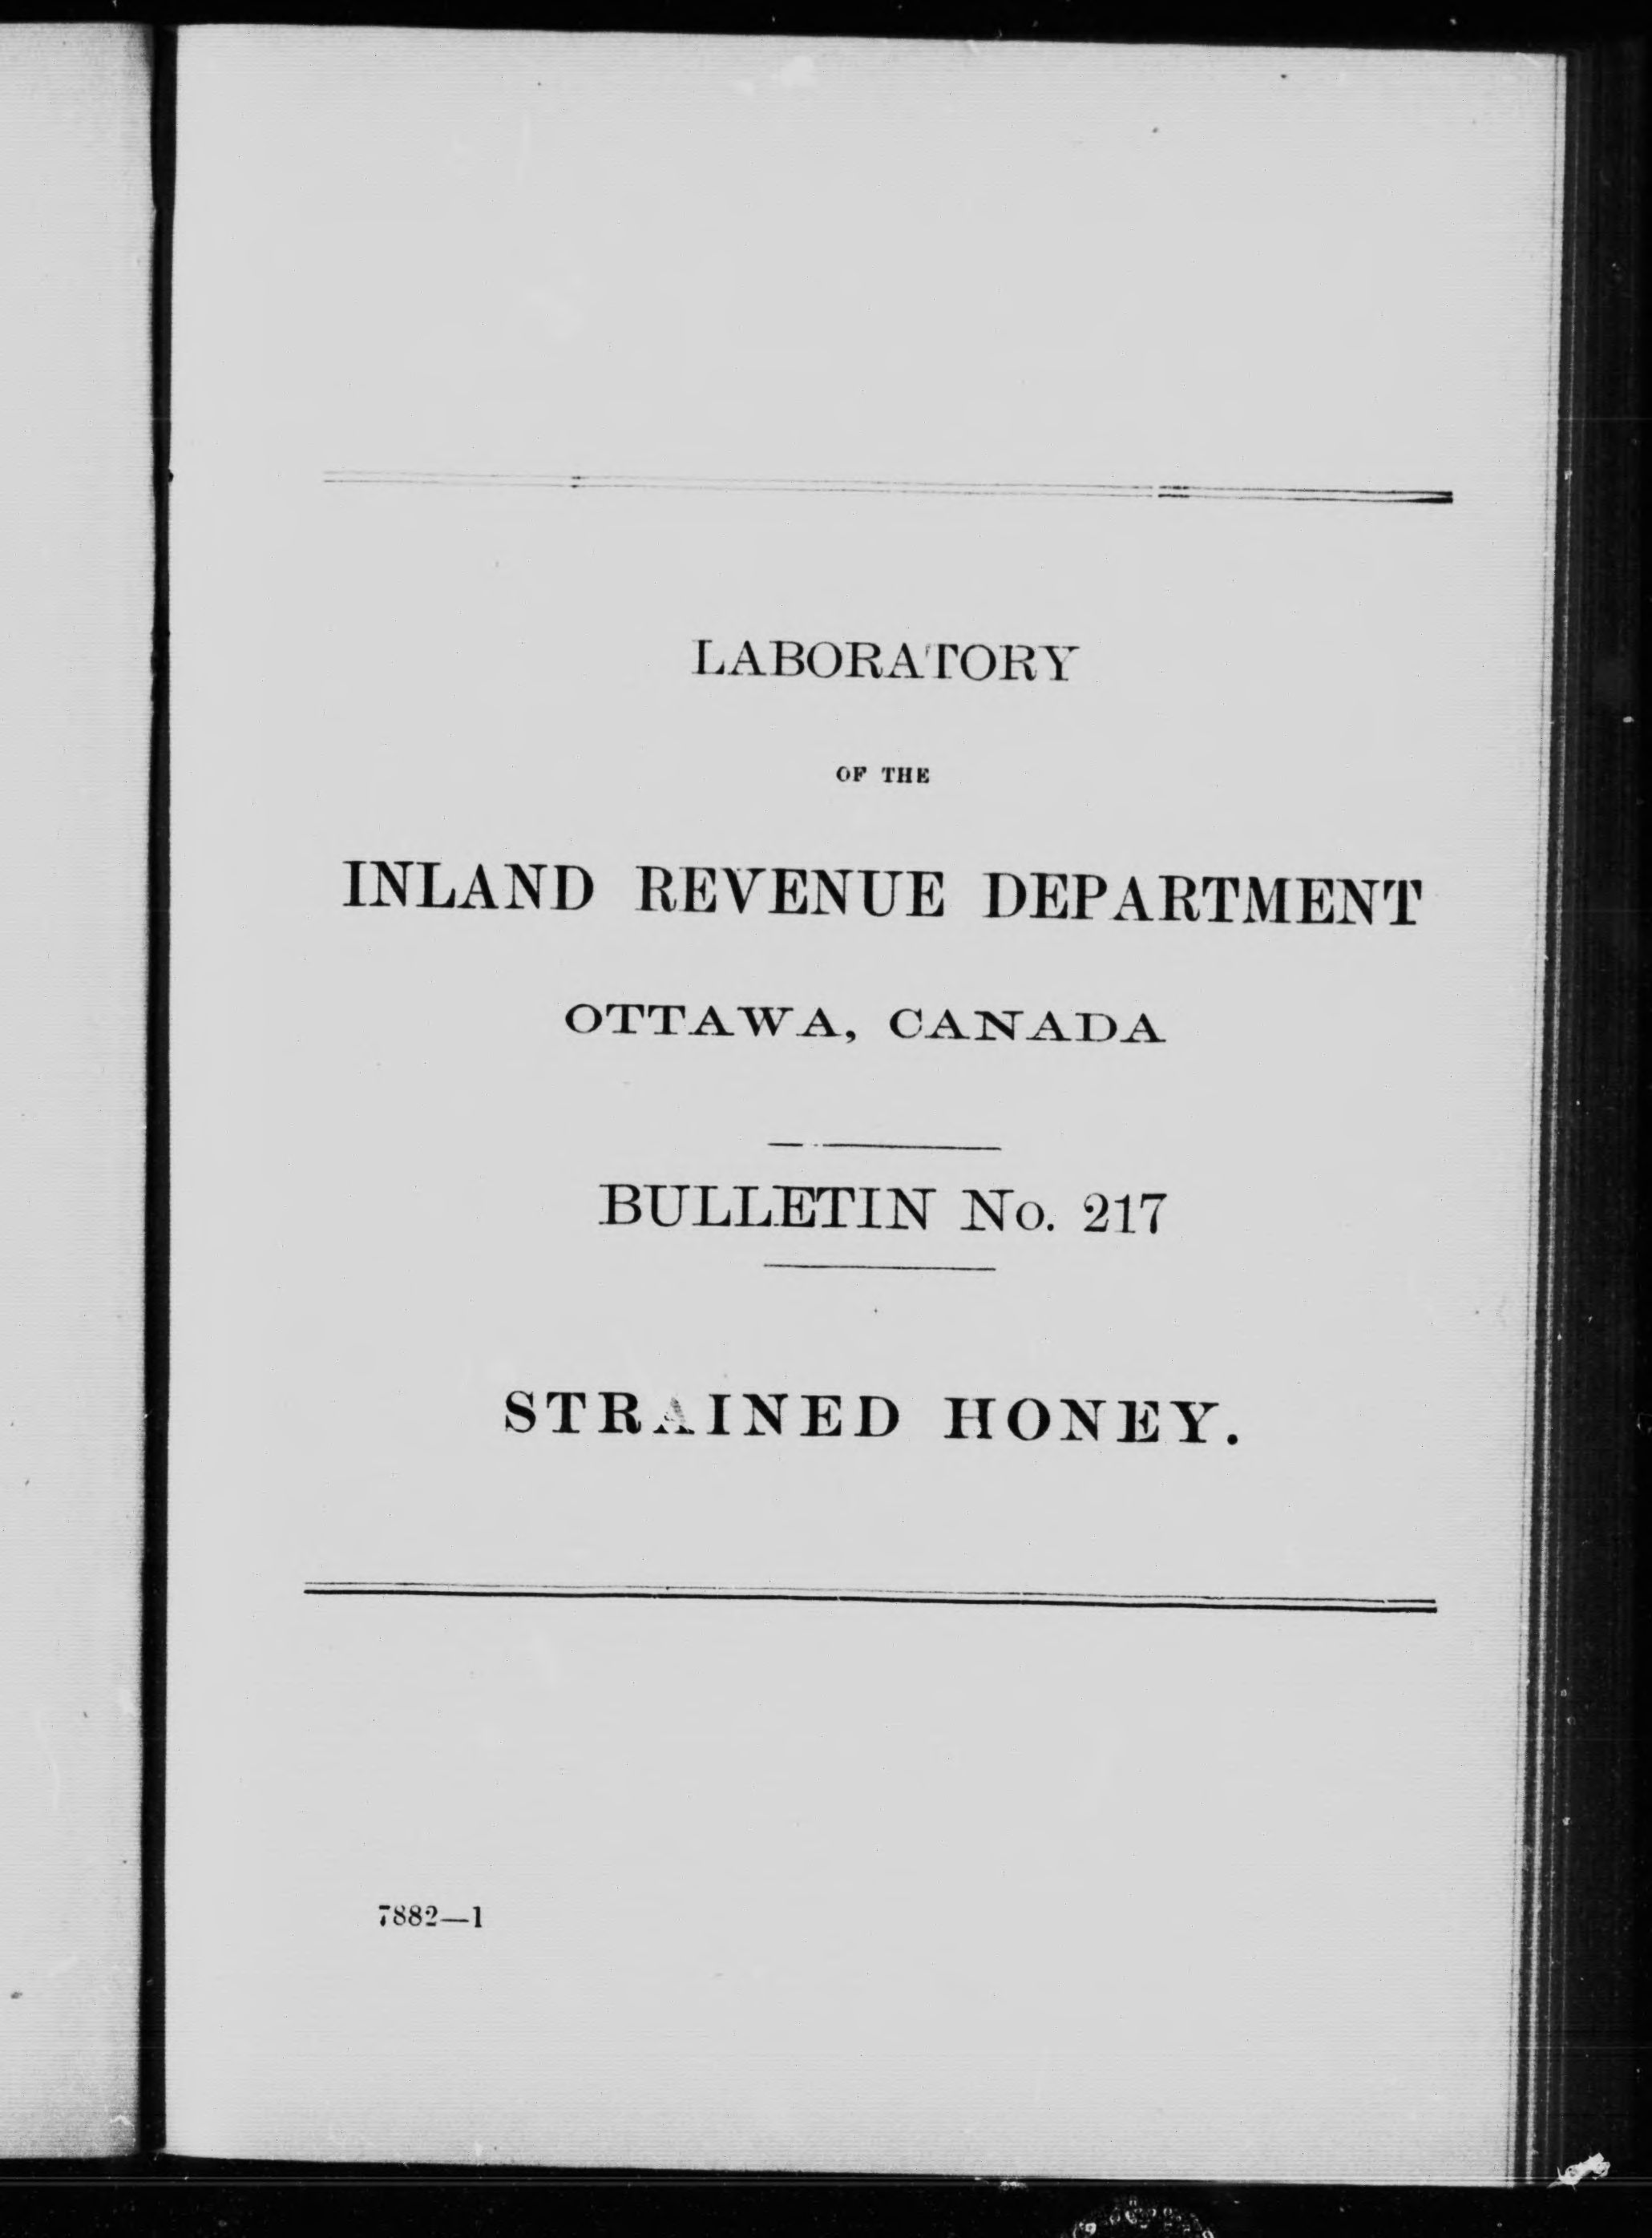 LABORATORY
OF THE
INLAND REVENUE DEPARTMENT
OTTAWA, CANADA
BULLETIN No. 217
STRAINED HONEY.
7882—1